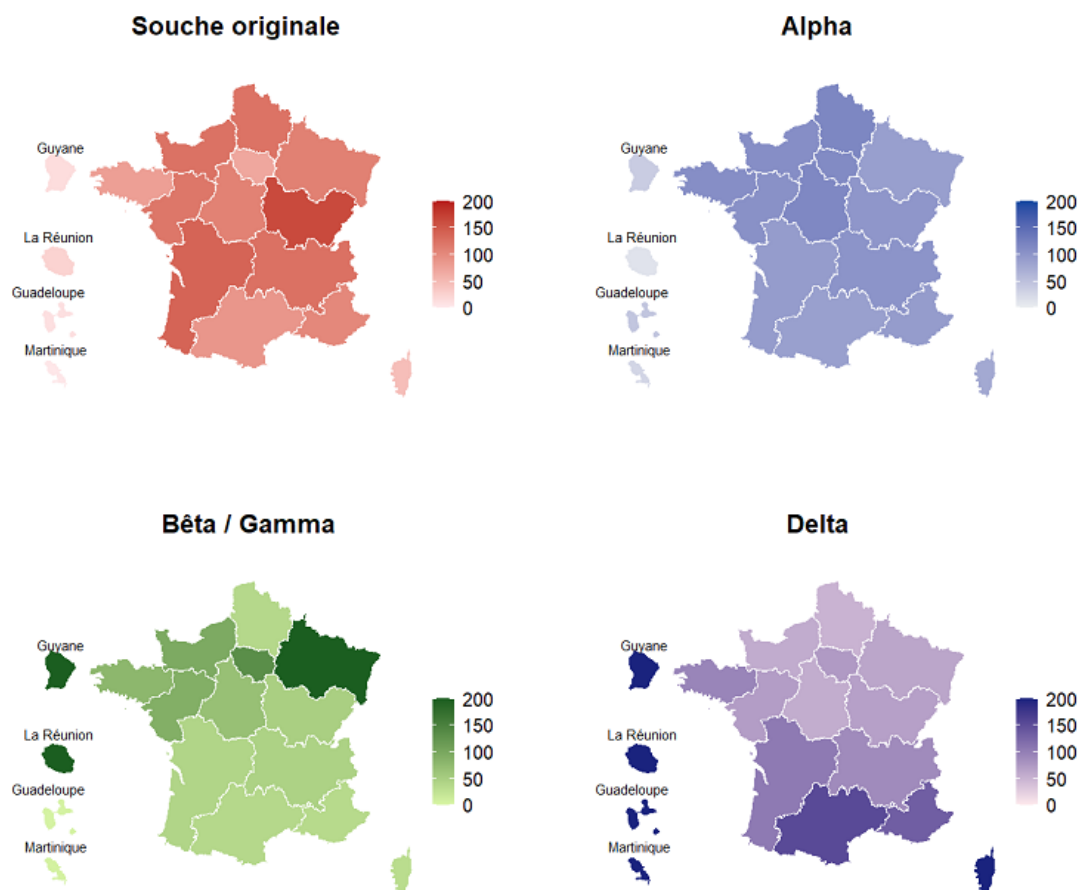 Souche originale
Guyane
La Réunion
Guadeloupe
Martinique
200
150
100
50
0
Alpha
Guyane
La Réunion
Guadeloupe
Martinique
200
150
100
50
0
Bêta / Gamma
Guyane
La Réunion
Guadeloupe
Martinique
200
150
100
50
0
Delta
Guyane
La Réunion
Guadeloupe
Martinique
200
150
100
50
0